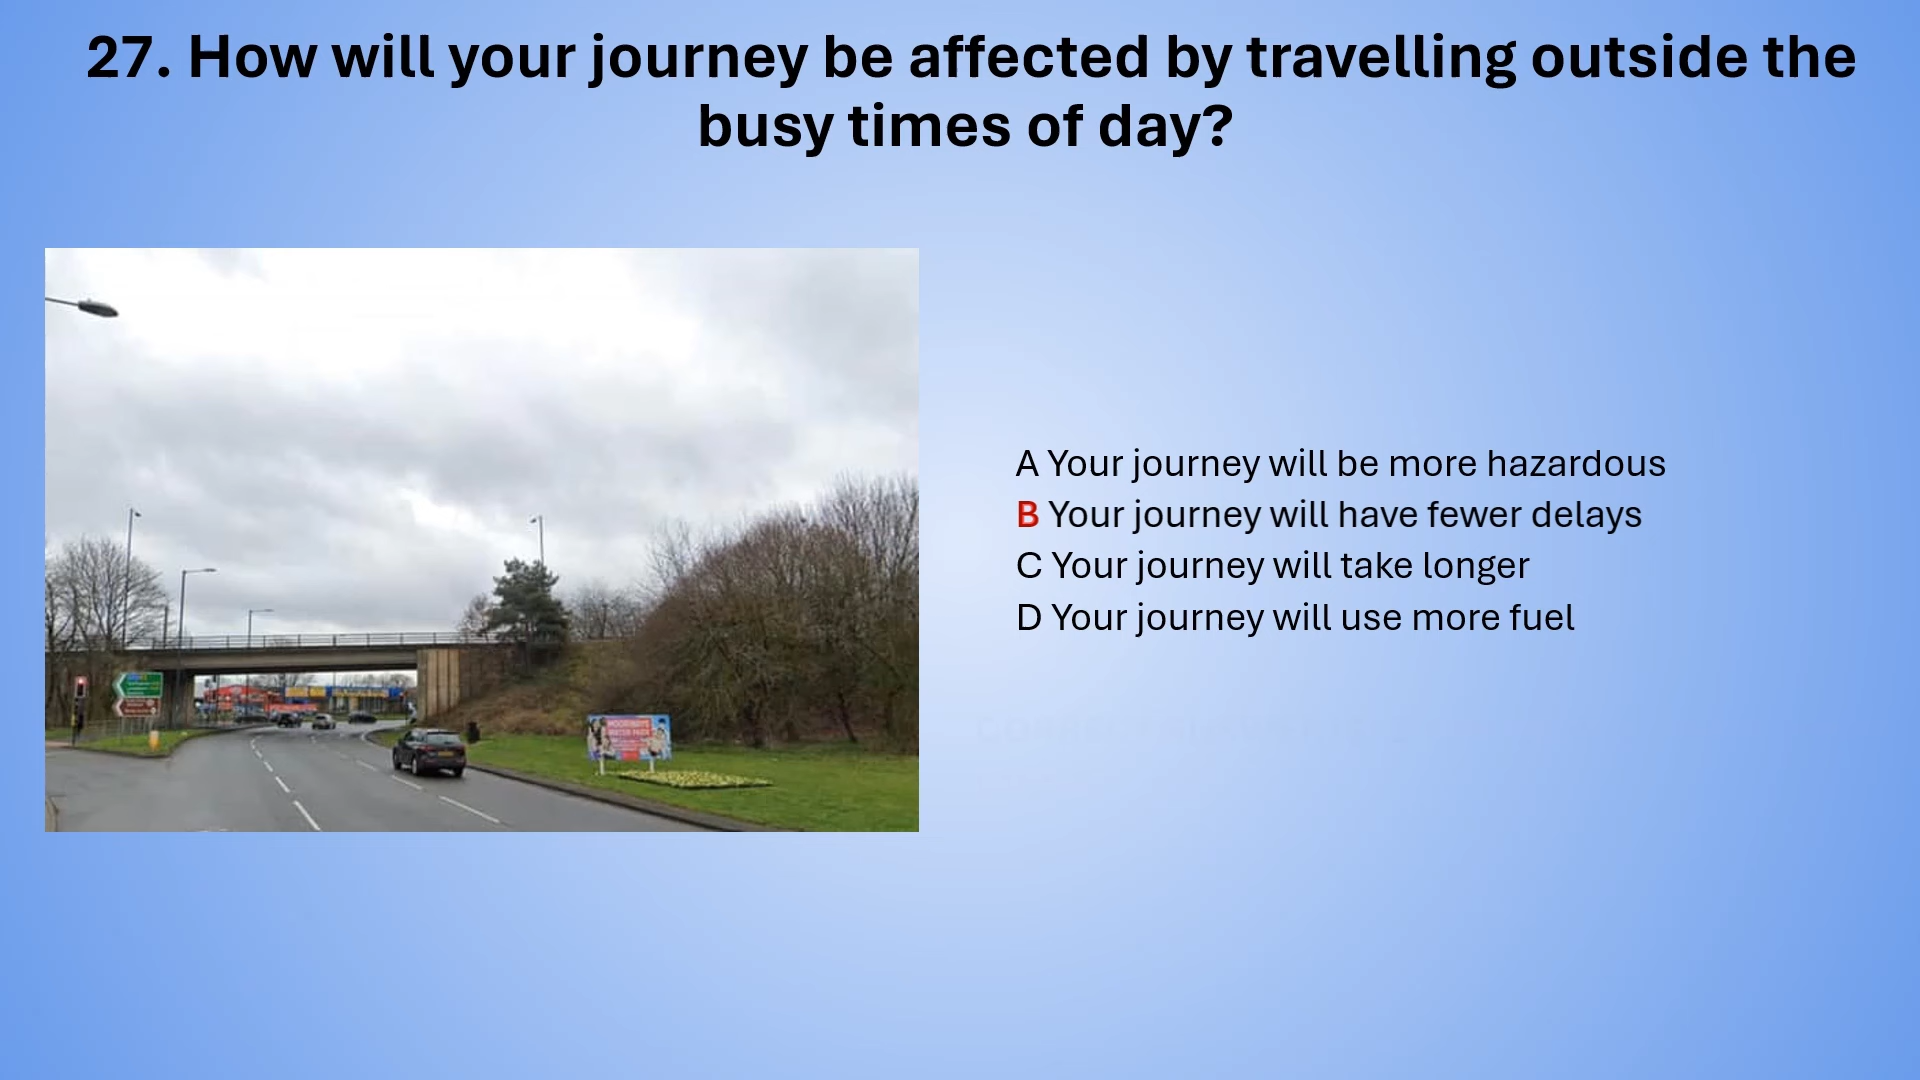 27. How will your journey be affected by travelling outside the
busy times of day?
A Your journey will be more hazardous
B Your journey will have fewer delays
C Your journey will take longer
D Your journey will use more fuel